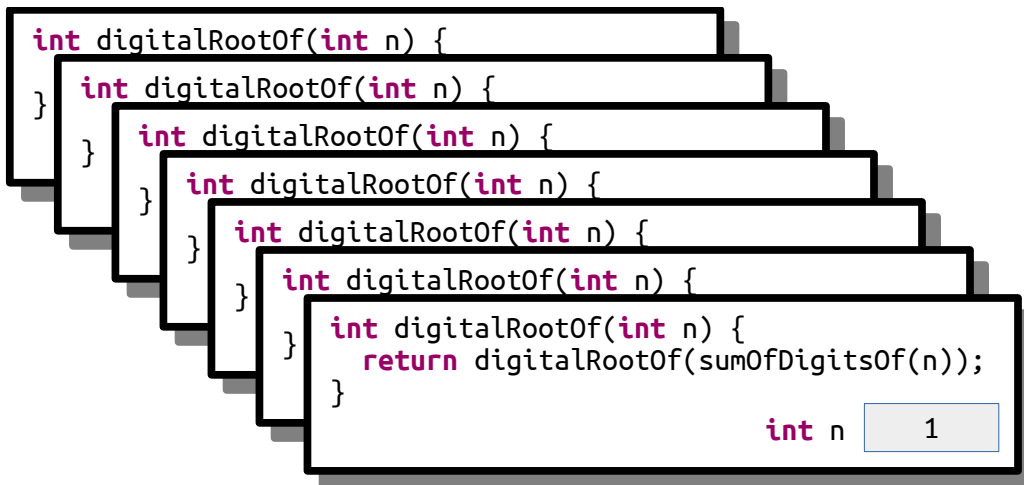 int digitalRootOf(int n) {
}
int digitalRootOf(int n) {
}
int digitalRootOf(int n) {
}
int digitalRootOf(int n) {
}
int digitalRootOf(int n) {
}
int digitalRootOf(int n) {
}
int digitalRootOf(int n) {
return digitalRootOf(sumOfDigitsOf(n));
}
int n 1